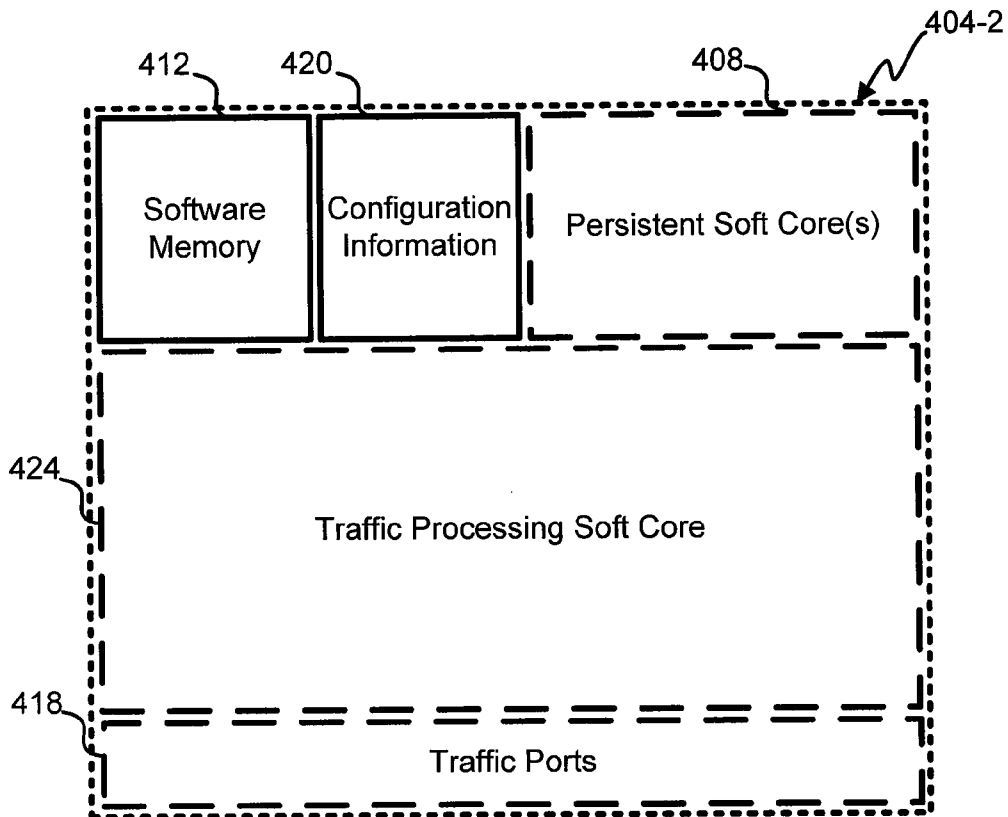 404-2
412
420
408
Software
Memory
Configuration
Information
Persistent Soft Core(s)
424
Traffic Processing Soft Core
418
Traffic Ports